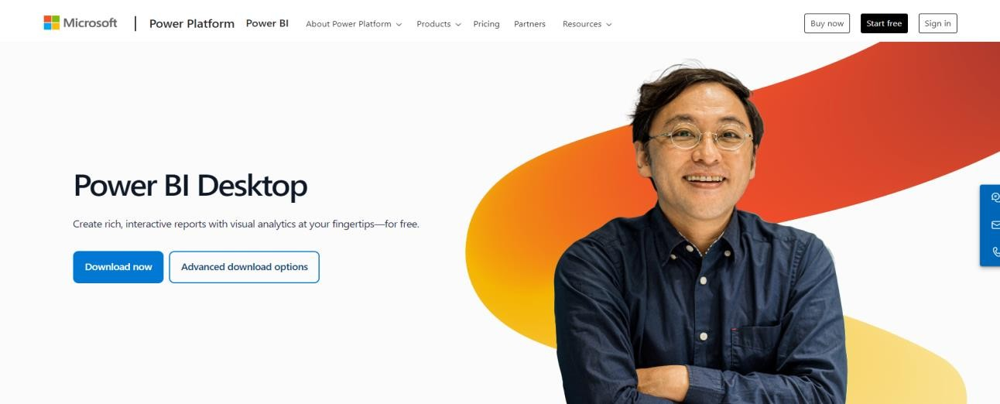 Microsoft Power Platform Power BI About Power Platform Products Pricing Partners Resources Buy now Start free Sign in
Power BI Desktop
Create rich, interactive reports with visual analytics at your fingertips—for free.
Download now Advanced download options